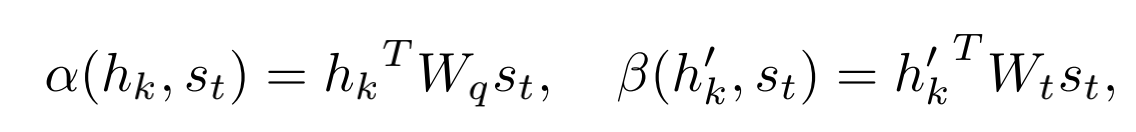 α(h_k, s_t) = h_k^T W_q s_t, β(h'_k, s_t) = h'_k^T W_t s_t,